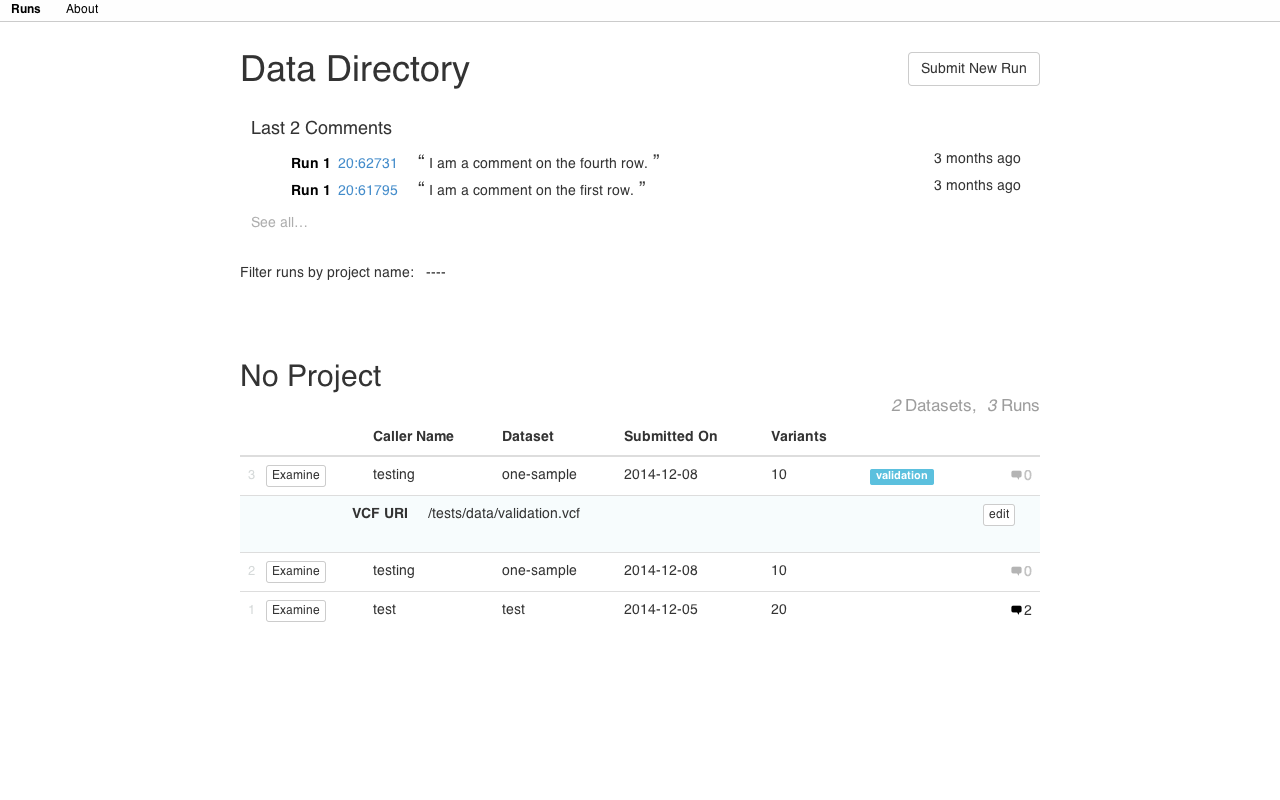 Runs About
Data Directory
Submit New Run
Last 2 Comments
Run 1 20:62731 “ I am a comment on the fourth row. ” 3 months ago
Run 1 20:61795 “ I am a comment on the first row. ” 3 months ago
See all...
Filter runs by project name: ----
No Project
2 Datasets, 3 Runs
Caller Name Dataset Submitted On Variants
3 Examine testing one-sample 2014-12-08 10 validation 0
VCF URI /tests/data/validation.vcf edit
2 Examine testing one-sample 2014-12-08 10 0
1 Examine test test 2014-12-05 20 2